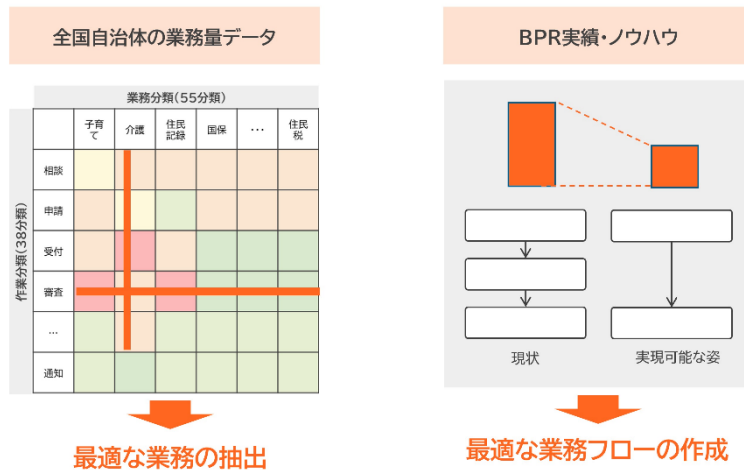 全国自治体の業務量データ
業務分類(55分類)
子育
て
介護
住民
記録
国保
・・・
住民
税
作業分類(38分類)
相談
申請
受付
審査
…
通知
最適な業務の抽出
BPR実績・ノウハウ
現状
実現可能な姿
最適な業務フローの作成